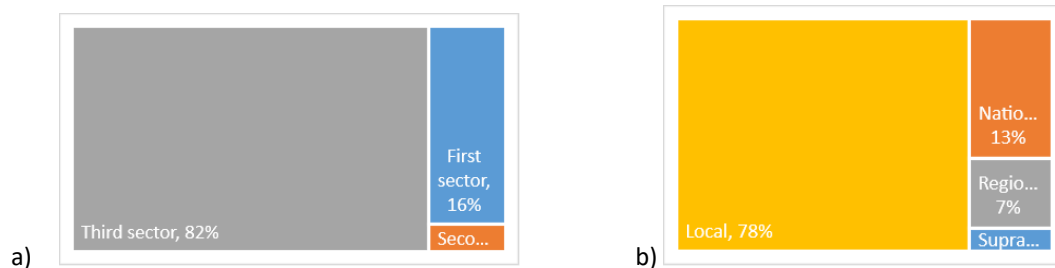 a)
Third sector, 82%
First
sector,
16%
Seco...
b)
Local, 78%
Natio...
13%
Regio...
7%
Supra...